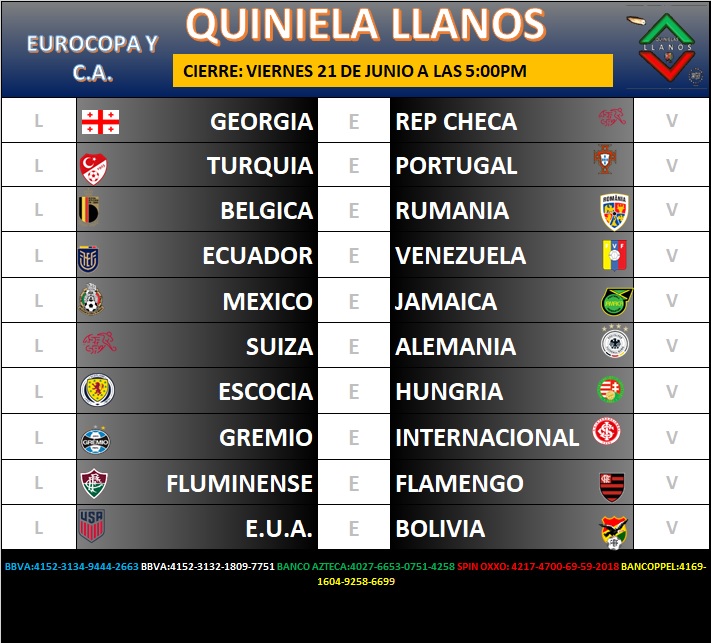 EUROCOPA Y
C.A.
QUINIELA LLANOS
CIERRE: VIERNES 21 DE JUNIO A LAS 5:00PM
QUINIELAS
LLANOS
L GEORGIA E REP CHECA V
L TURQUIA E PORTUGAL V
L BELGICA E RUMANIA V
L ECUADOR E VENEZUELA V
L MEXICO E JAMAICA V
L SUIZA E ALEMANIA V
L ESCOCIA E HUNGRIA V
L GREMIO E INTERNACIONAL V
L FLUMINENSE E FLAMENGO V
L E.U.A. E BOLIVIA V
BBVA:4152-3134-9444-2663 BBVA:4152-3132-1809-7751 BANCO AZTECA:4027-6653-0751-4258 SPIN OXXO: 4217-4700-69-59-2018 BANCOPPEL:4169-
1604-9258-6699